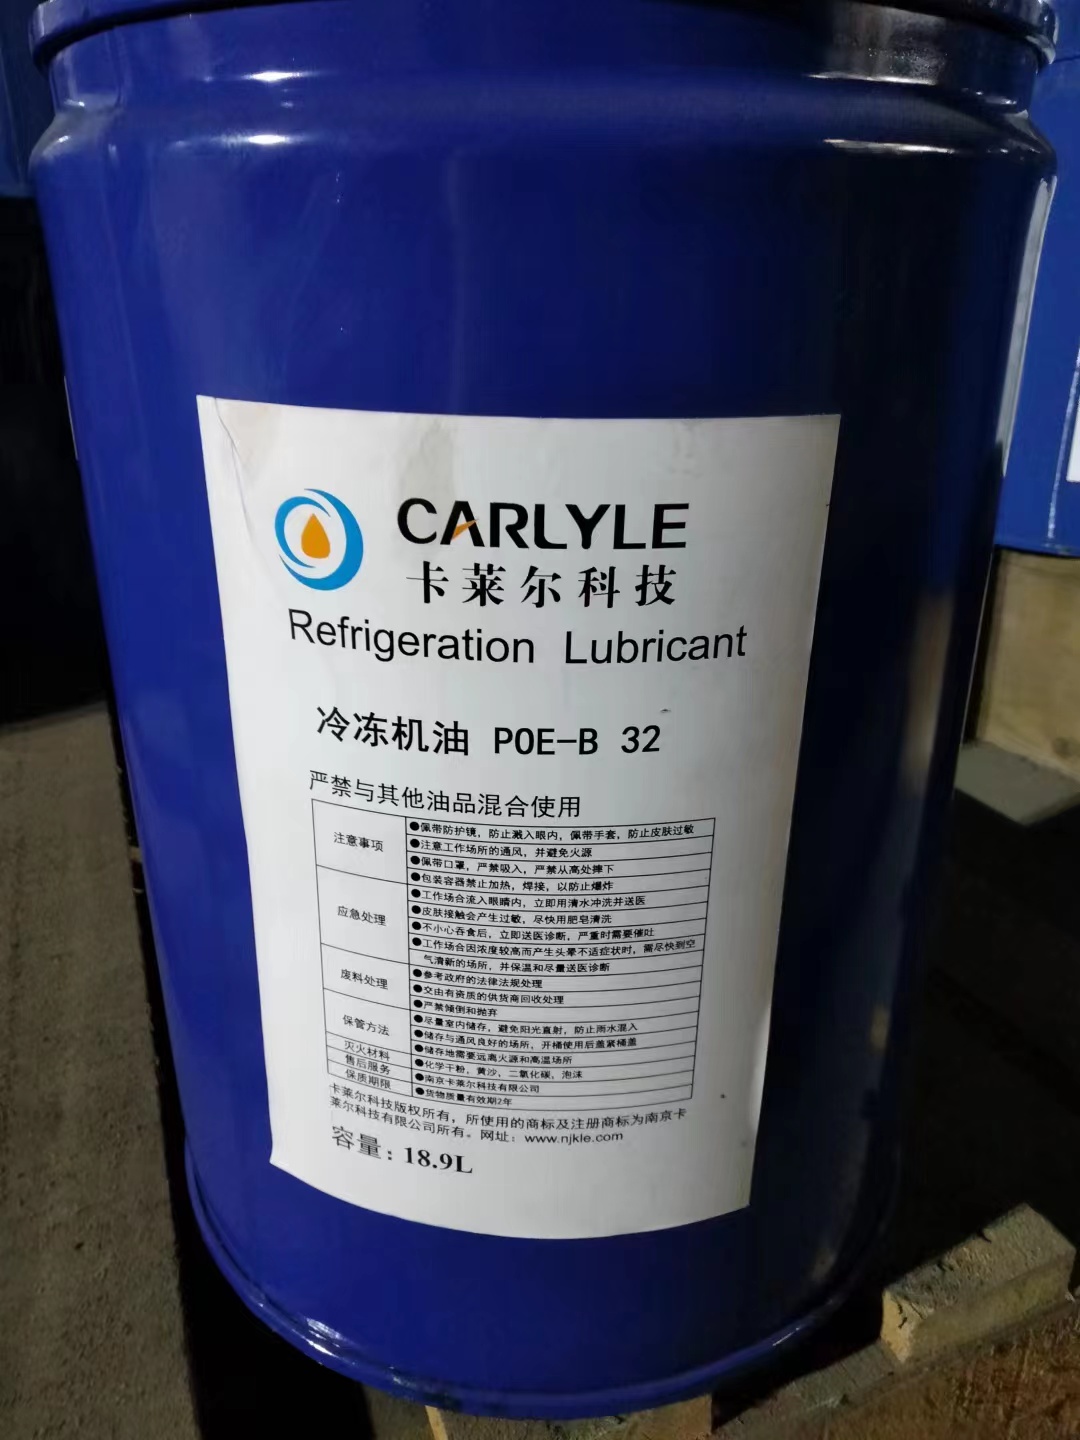 CARLYLE
卡莱尔科技
Refrigeration Lubricant
冷冻机油 POE-B 32
严禁与其他油品混合使用
注意事项
●佩带防护镜，防止溅入眼内，佩带手套，防止皮肤过敏
●注意工作场所的通风，并避免火源
●佩带口罩，严禁吸入，严禁从高处摔下
●包装容器禁止加热，焊接，以防止爆炸
应急处理
●工作场合流入眼睛内，立即用清水冲洗并送医
●皮肤接触会产生过敏，尽快用肥皂清洗
●不小心吞食后，立即送医诊断，严重时需要催吐
●工作场合因浓度较高而产生头晕不适症状时，需尽快到空
气清新的场所，并保温和尽量送医诊断
废料处理
●参考政府的法律法规处理
●交由有资质的供货商回收处理
●严禁倾倒和抛弃
保管方法
●尽量室内储存，避免阳光直射，防止雨水混入
●储存与通风良好的场所，开桶使用后盖紧桶盖
●储存地需要远离火源和高温场所
灭火材料
●化学干粉，黄沙，二氧化碳，泡沫
售后服务
●南京卡莱尔科技有限公司
保质期限
●货物质量有效期2年
卡莱尔科技版权所有，所使用的商标及注册商标为南京卡
莱尔科技有限公司所有。网址：www.njkle.com
容量：18.9L